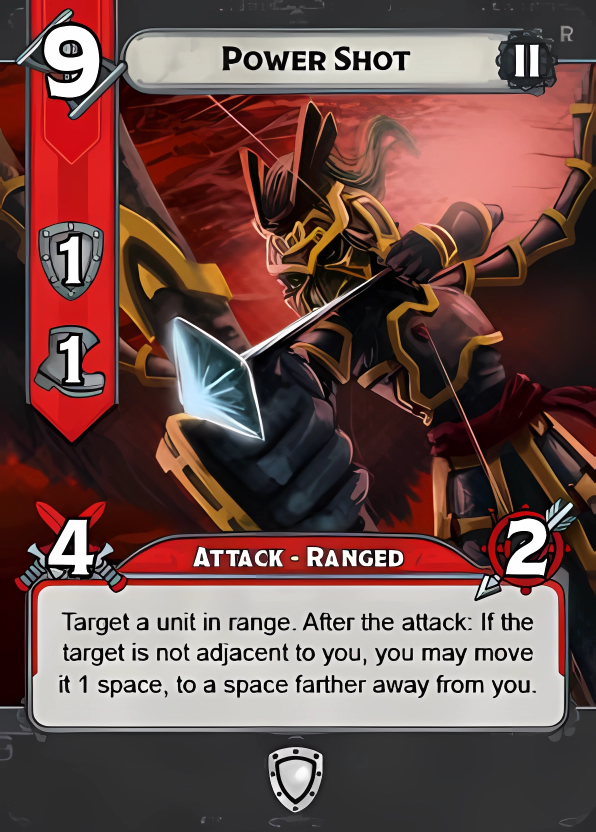 9
POWER SHOT
II
R
1
1
4
ATTACK - RANGED
2
Target a unit in range. After the attack: If the
target is not adjacent to you, you may move
it 1 space, to a space farther away from you.